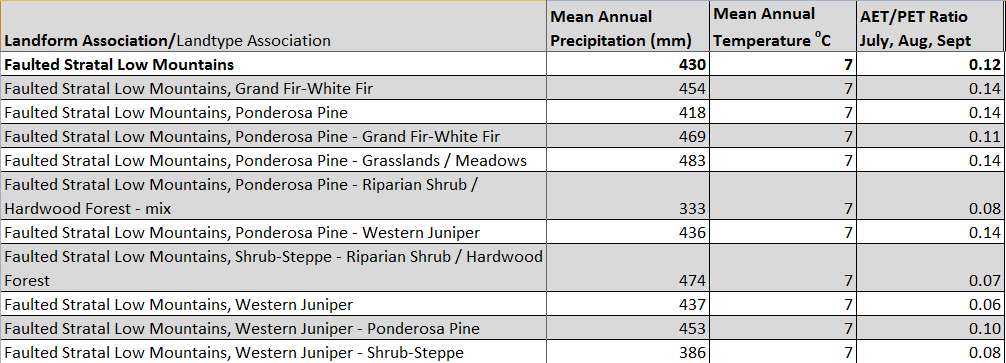 Landform Association/Landtype Association Mean Annual Precipitation (mm) Mean Annual Temperature ⁰C AET/PET Ratio July, Aug, Sept
Faulted Stratal Low Mountains 430 7 0.12
Faulted Stratal Low Mountains, Grand Fir-White Fir 454 7 0.14
Faulted Stratal Low Mountains, Ponderosa Pine 418 7 0.14
Faulted Stratal Low Mountains, Ponderosa Pine - Grand Fir-White Fir 469 7 0.11
Faulted Stratal Low Mountains, Ponderosa Pine - Grasslands / Meadows 483 7 0.14
Faulted Stratal Low Mountains, Ponderosa Pine - Riparian Shrub /
Hardwood Forest - mix 333 7 0.08
Faulted Stratal Low Mountains, Ponderosa Pine - Western Juniper 436 7 0.14
Faulted Stratal Low Mountains, Shrub-Steppe - Riparian Shrub / Hardwood
Forest 474 7 0.07
Faulted Stratal Low Mountains, Western Juniper 437 7 0.06
Faulted Stratal Low Mountains, Western Juniper - Ponderosa Pine 453 7 0.10
Faulted Stratal Low Mountains, Western Juniper - Shrub-Steppe 386 7 0.08